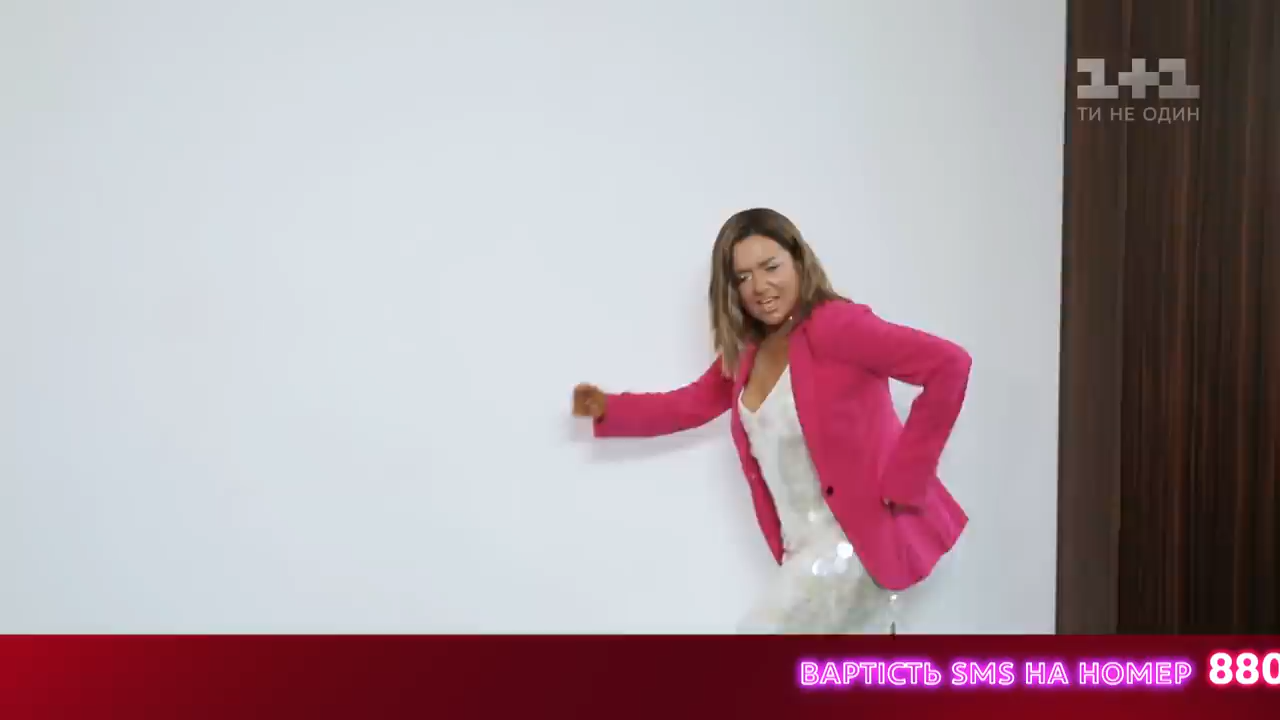 1+1
ТИ НЕ ОДИН
ВАРТІСТЬ SMS НА НОМЕР 880